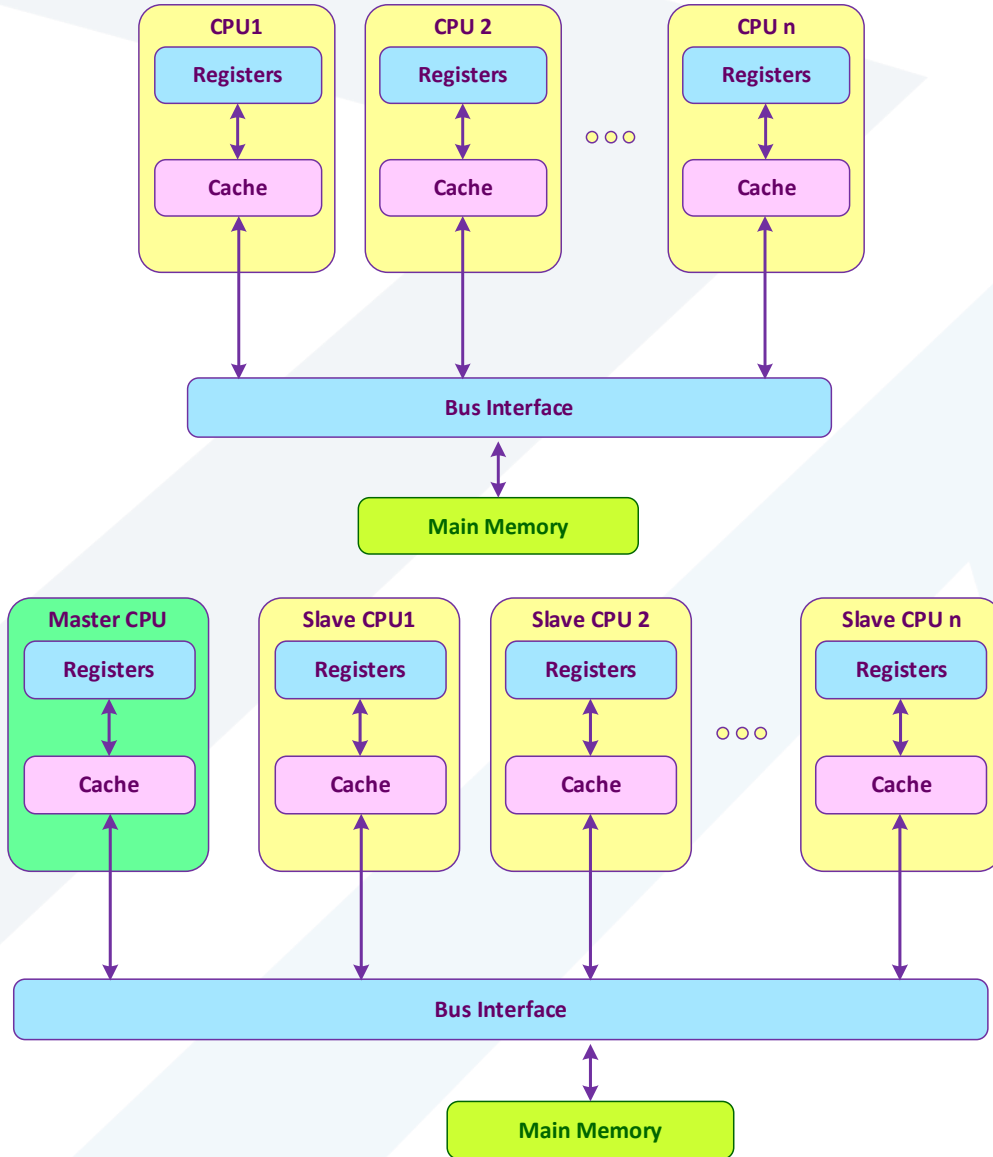 CPU1
CPU 2
CPU n
Registers
Registers
Registers
Cache
Cache
Cache
Bus Interface
Main Memory
Master CPU
Slave CPU1
Slave CPU 2
Slave CPU n
Registers
Registers
Registers
Registers
Cache
Cache
Cache
Cache
Bus Interface
Main Memory